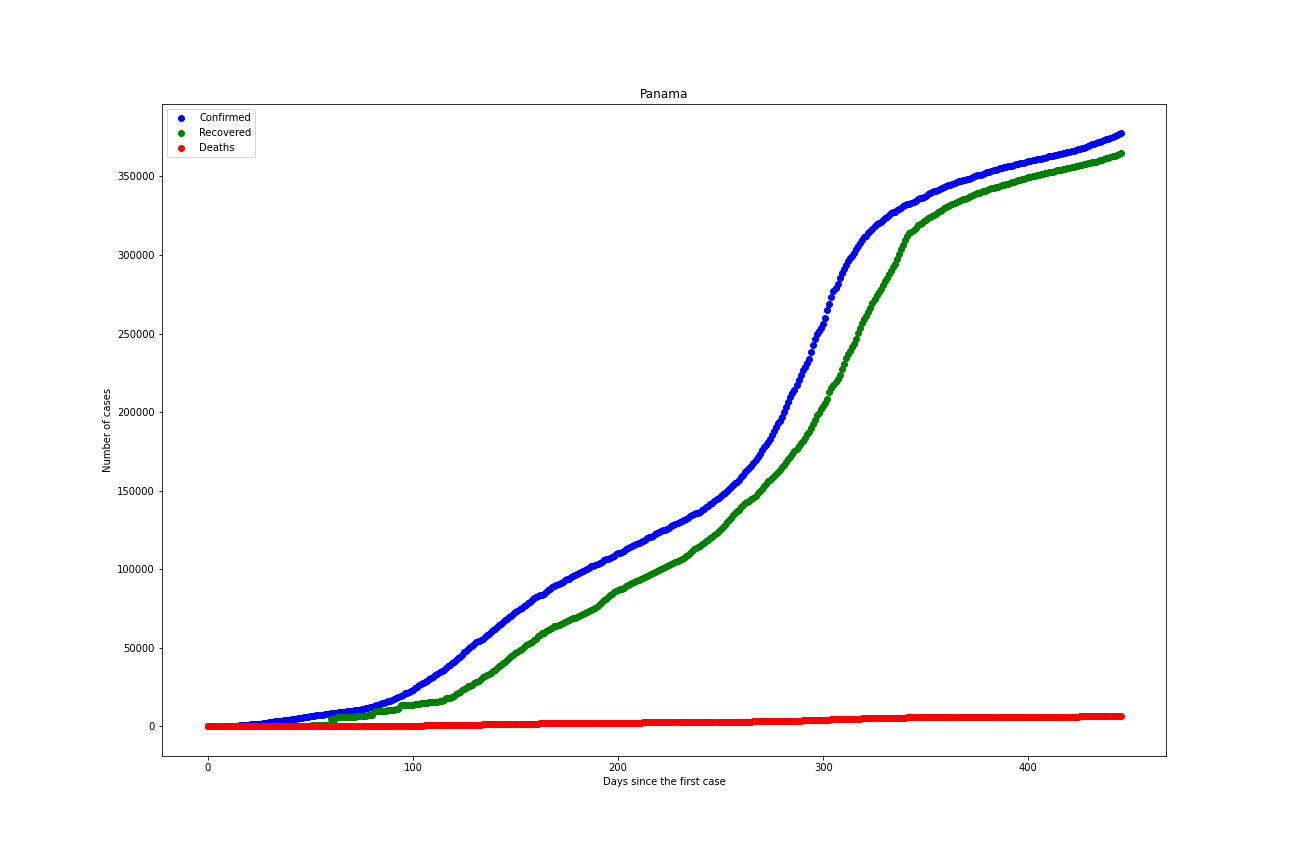 Panama
Confirmed
Recovered
Deaths
350000
300000
250000
200000
150000
100000
50000
0
Number of cases
0 100 200 300 400
Days since the first case